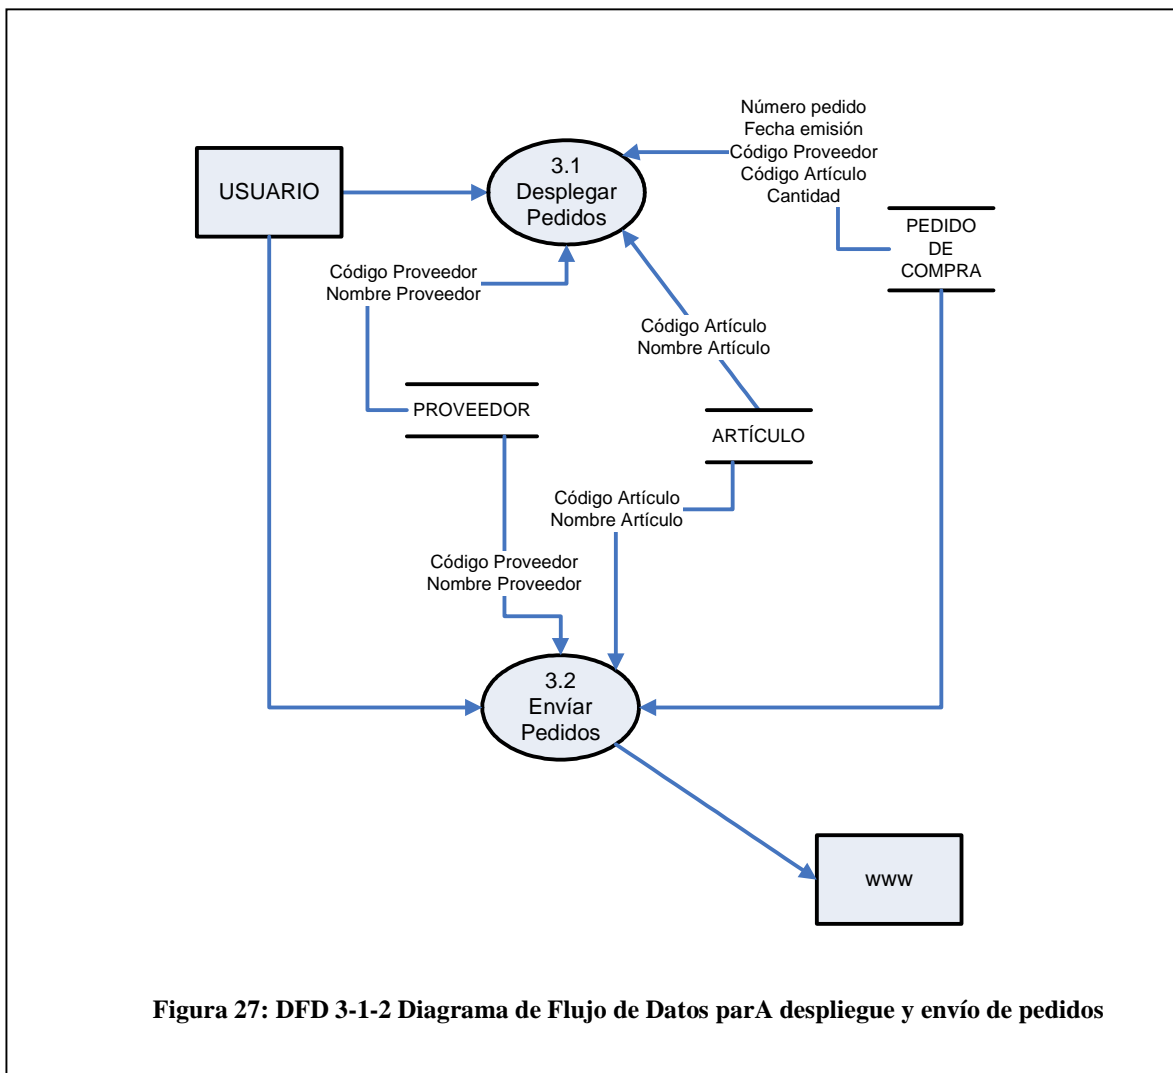 Número pedido
Fecha emisión
Código Proveedor
Código Artículo
Cantidad
USUARIO
3.1
Desplegar
Pedidos
PEDIDO
DE
COMPRA
Código Proveedor
Nombre Proveedor
Código Artículo
Nombre Artículo
PROVEEDOR
ARTÍCULO
Código Artículo
Nombre Artículo
Código Proveedor
Nombre Proveedor
3.2
Envíar
Pedidos
www
Figura 27: DFD 3-1-2 Diagrama de Flujo de Datos parA despliegue y envío de pedidos